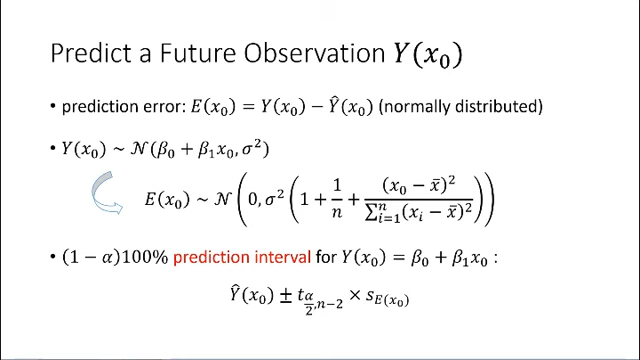 Predict a Future Observation Y(x₀)
• prediction error: E(x₀) = Y(x₀) − Ŷ(x₀) (normally distributed)
• Y(x₀) ~ 𝒩(β₀ + β₁x₀, σ²)
E(x₀) ~ 𝒩(0, σ²(1 + 1/n + (x₀ − x̄)²/∑ⁿᵢ₌₁(xᵢ − x̄)²))
• (1 − α)100% prediction interval for Y(x₀) = β₀ + β₁x₀ :
Ŷ(x₀) ± t_{α/2,n−2} × s_{E(x₀)}